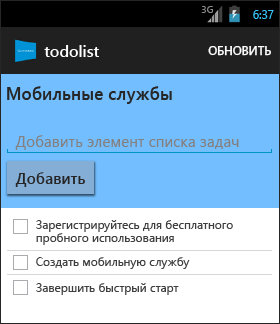 3G 6:37
todolist ОБНОВИТЬ
Мобильные службы
Добавить элемент списка задач
Добавить
Зарегистрируйтесь для бесплатного
пробного использования
Создать мобильную службу
Завершить быстрый старт